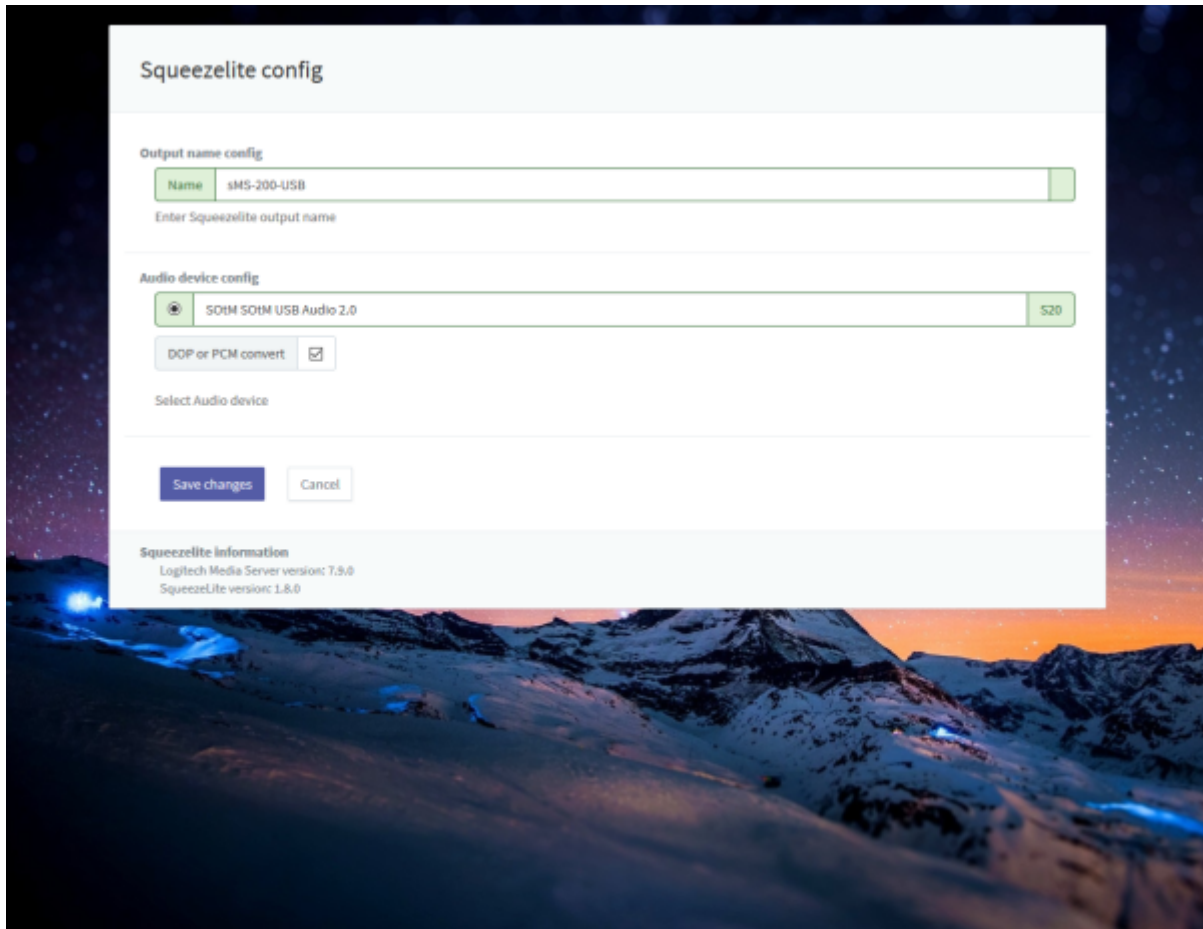 Squeezelite config
Output name config
Name sMS-200-USB
Enter Squeezelite output name
Audio device config
SOtM SOtM USB Audio 2.0 S20
DOP or PCM convert
Select Audio device
Save changes Cancel
Squeezelite information
Logitech Media Server version: 7.9.0
SqueezeLite version: 1.8.0